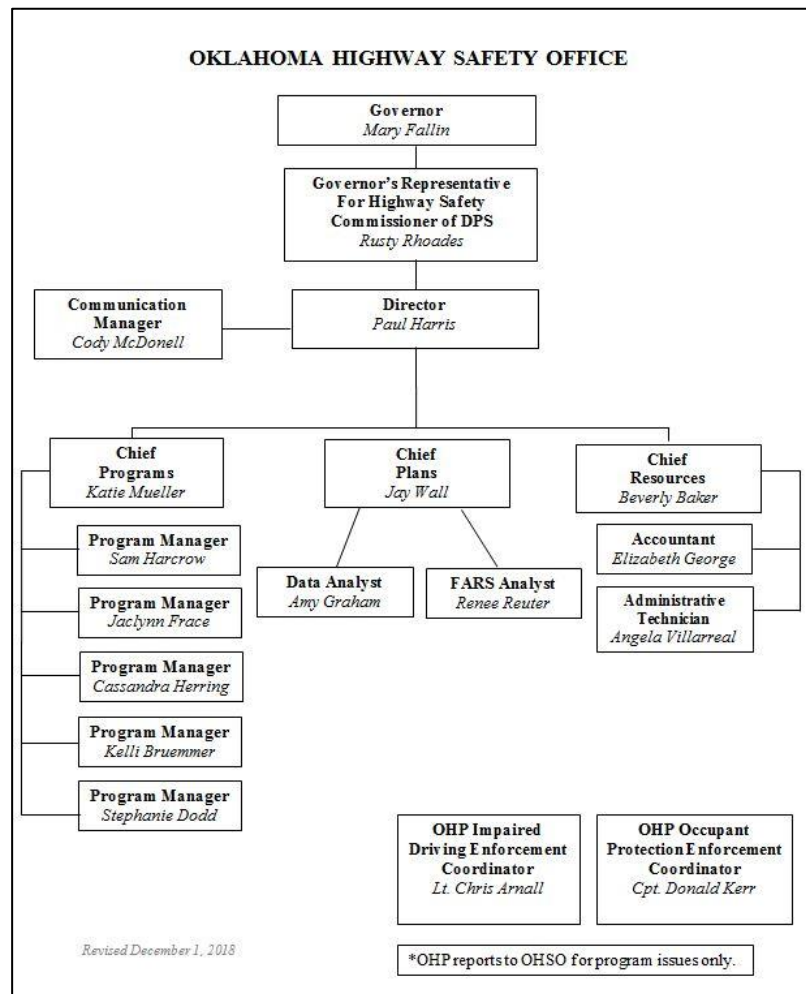 OKLAHOMA HIGHWAY SAFETY OFFICE
Governor
Mary Fallin
Governor's Representative
For Highway Safety
Commissioner of DPS
Rusty Rhoades
Communication
Manager
Cody McDonell
Director
Paul Harris
Chief
Programs
Katie Mueller
Chief
Plans
Jay Wall
Chief
Resources
Beverly Baker
Program Manager
Sam Harcrow
Program Manager
Jaclynn Frace
Program Manager
Cassandra Herring
Program Manager
Kelli Bruemmer
Program Manager
Stephanie Dodd
Data Analyst
Amy Graham
FARS Analyst
Renee Reuter
Accountant
Elizabeth George
Administrative
Technician
Angela Villarreal
OHP Impaired
Driving Enforcement
Coordinator
Lt. Chris Arnall
OHP Occupant
Protection Enforcement
Coordinator
Cpt. Donald Kerr
Revised December 1, 2018
*OHP reports to OHSO for program issues only.